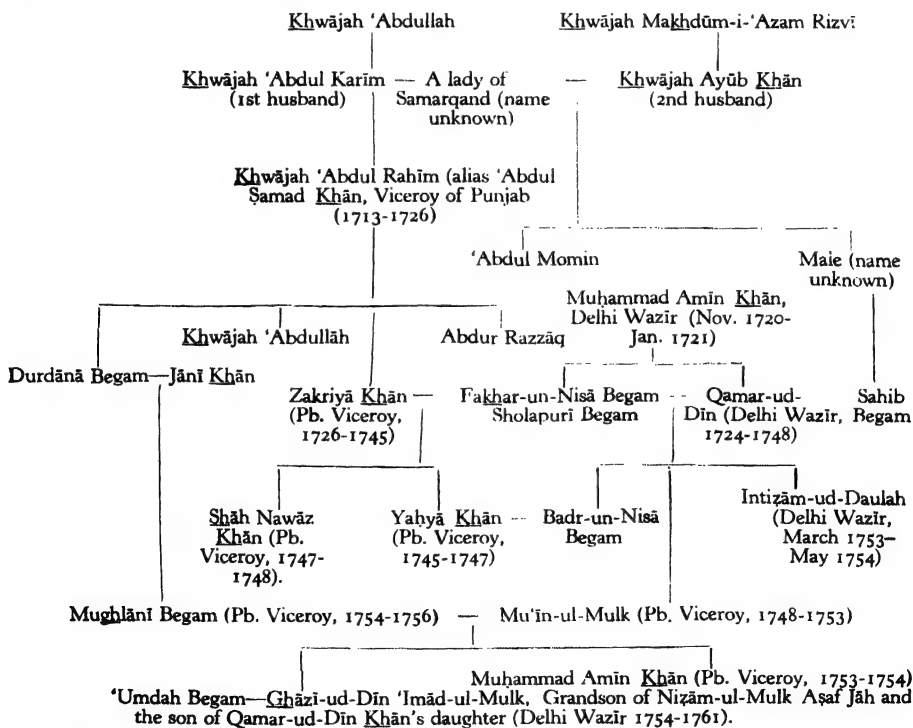 Khwājah ‘Abdullah
Khwājah Makhdūm-i-‘Azam Rizvī
Khwājah ‘Abdul Karīm — A lady of — Khwājah Ayūb Khān
(1st husband) Samarqand (name (2nd husband)
unknown)
Khwājah ‘Abdul Rahīm (alias ‘Abdul
Ṣamad Khān, Viceroy of Punjab
(1713-1726)
‘Abdul Momin
Maie (name
unknown)
Muḥammad Amīn Khān,
Delhi Wazīr (Nov. 1720-
Jan. 1721)
Khwājah ‘Abdullāh
Abdur Razzāq
Durdānā Begam—Jānī Khān
Zakriyā Khān —
(Pb. Viceroy,
1726-1745)
Fakhar-un-Nisā Begam
Sholapurī Begam --
Qamar-ud-
Dīn (Delhi Wazīr,
1724-1748)
Sahib
Begam
Shāh Nawāz
Khān (Pb.
Viceroy, 1747-
1748).
Yaḥyā Khān --
(Pb. Viceroy,
1745-1747)
Badr-un-Nisā
Begam
Intiẓām-ud-Daulah
(Delhi Wazīr,
March 1753–
May 1754)
Mughlānī Begam (Pb. Viceroy, 1754-1756) — Mu‘īn-ul-Mulk (Pb. Viceroy, 1748-1753)
Muḥammad Amīn Khān (Pb. Viceroy, 1753-1754)
‘Umdah Begam—Ghāzi-ud-Dīn ‘Imād-ul-Mulk, Grandson of Niẓām-ul-Mulk Aṣaf Jāh and
the son of Qamar-ud-Dīn Khān's daughter (Delhi Wazīr 1754-1761).